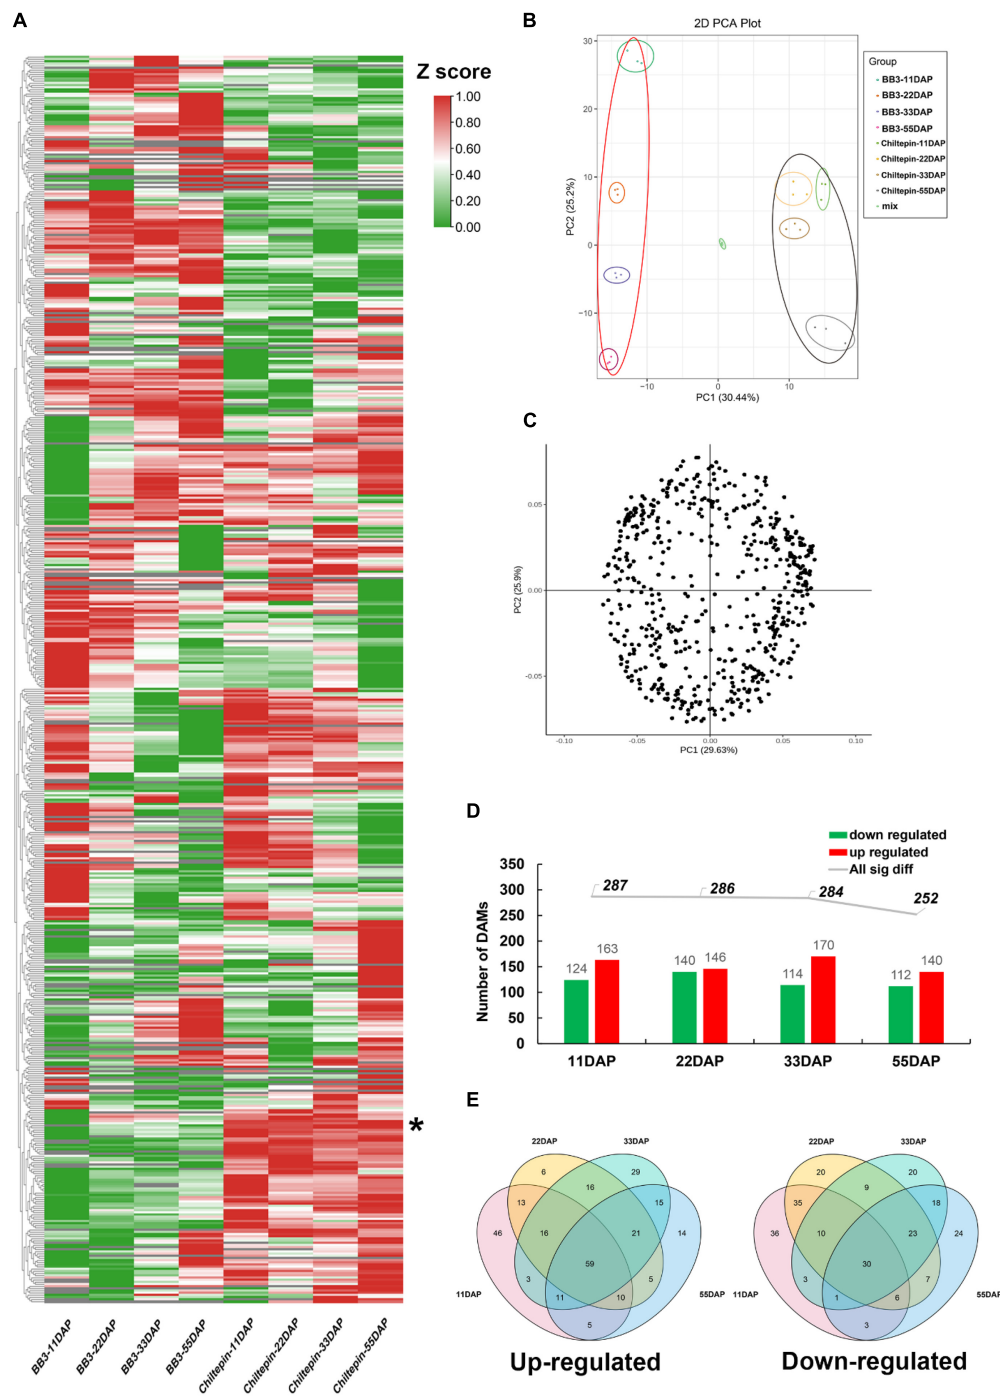 A
Z score
1.00
0.80
0.60
0.40
0.20
0.00
BB3-11DAP
BB3-22DAP
BB3-33DAP
BB3-55DAP
Chiltepin-11DAP
Chiltepin-22DAP
Chiltepin-33DAP
Chiltepin-55DAP
*
B
2D PCA Plot
30
20
10
0
−10
PC2 (25.2%)
−10
0
10
PC1 (30.44%)
Group
BB3-11DAP
BB3-22DAP
BB3-33DAP
BB3-55DAP
Chiltepin-11DAP
Chiltepin-22DAP
Chiltepin-33DAP
Chiltepin-55DAP
mix
C
0.05
0.00
-0.05
PC2 (25.9%)
-0.10
-0.05
0.00
0.05
0.10
PC1 (29.63%)
D
down regulated
up regulated
All sig diff
350
300
250
200
150
100
50
0
Number of DAMs
287
286
284
252
124
163
140
146
114
170
112
140
11DAP
22DAP
33DAP
55DAP
E
22DAP
33DAP
6
29
13
16
15
46
16
21
14
59
3
5
11
10
5
11DAP
55DAP
Up-regulated
22DAP
33DAP
20
20
35
9
18
36
10
23
24
30
3
7
1
6
3
11DAP
55DAP
Down-regulated